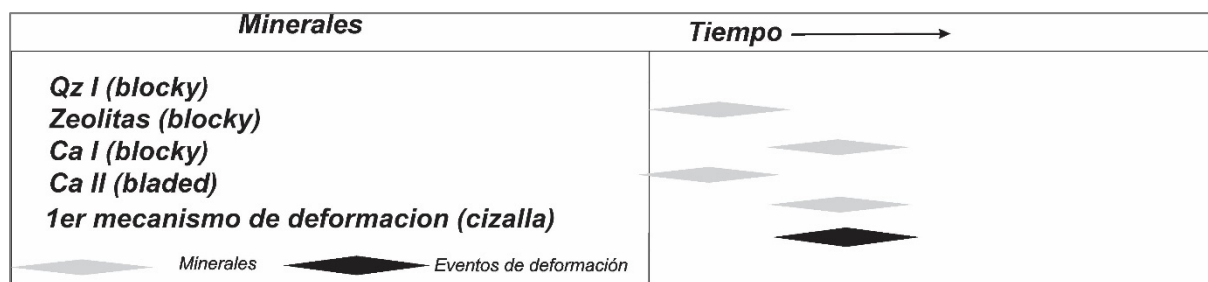 Minerales
Tiempo
Qz I (blocky)
Zeolitas (blocky)
Ca I (blocky)
Ca II (bladed)
1er mecanismo de deformacion (cizalla)
Minerales
Eventos de deformación